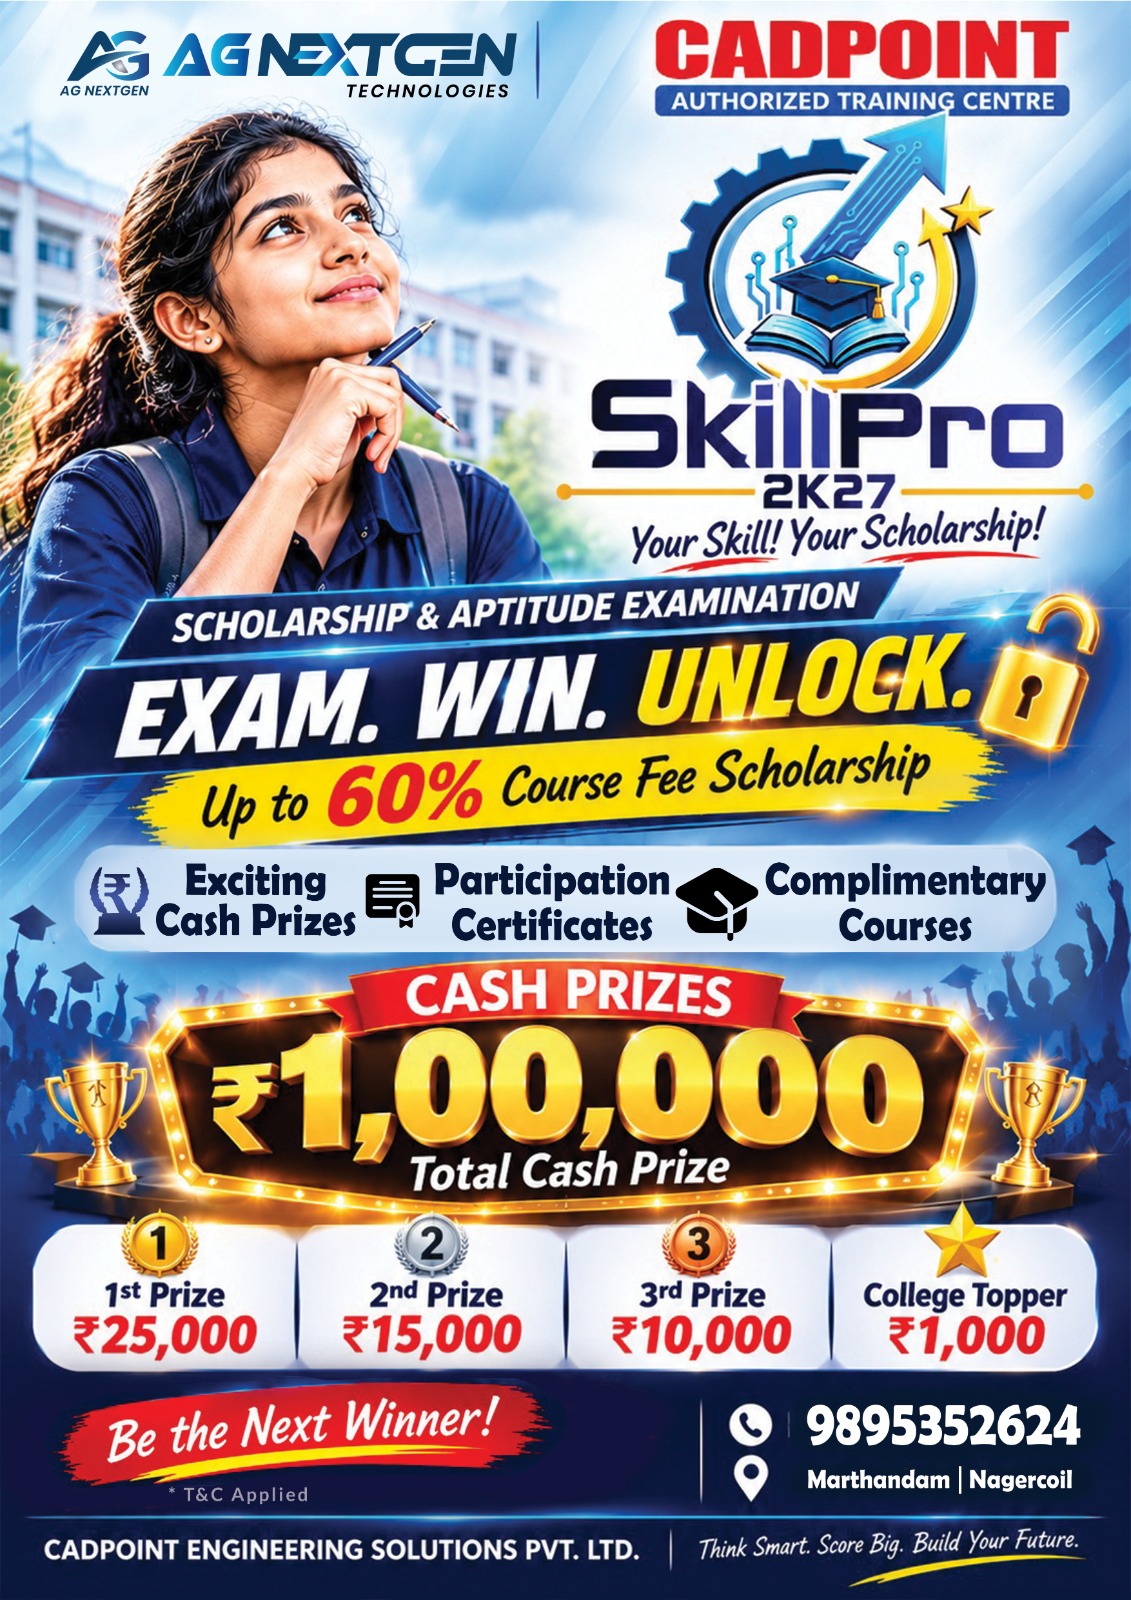 AG NEXTGEN
AG NEXTGEN
TECHNOLOGIES
CADPOINT
AUTHORIZED TRAINING CENTRE
SkillPro
2K27
Your Skill! Your Scholarship!
SCHOLARSHIP & APTITUDE EXAMINATION
EXAM. WIN. UNLOCK.
Up to 60% Course Fee Scholarship
Exciting
Cash Prizes
Participation
Certificates
Complimentary
Courses
CASH PRIZES
₹1,00,000
Total Cash Prize
1
1st Prize
₹25,000
2
2nd Prize
₹15,000
3
3rd Prize
₹10,000
College Topper
₹1,000
Be the Next Winner!
* T&C Applied
9895352624
Marthandam | Nagercoil
CADPOINT ENGINEERING SOLUTIONS PVT. LTD.
Think Smart. Score Big. Build Your Future.